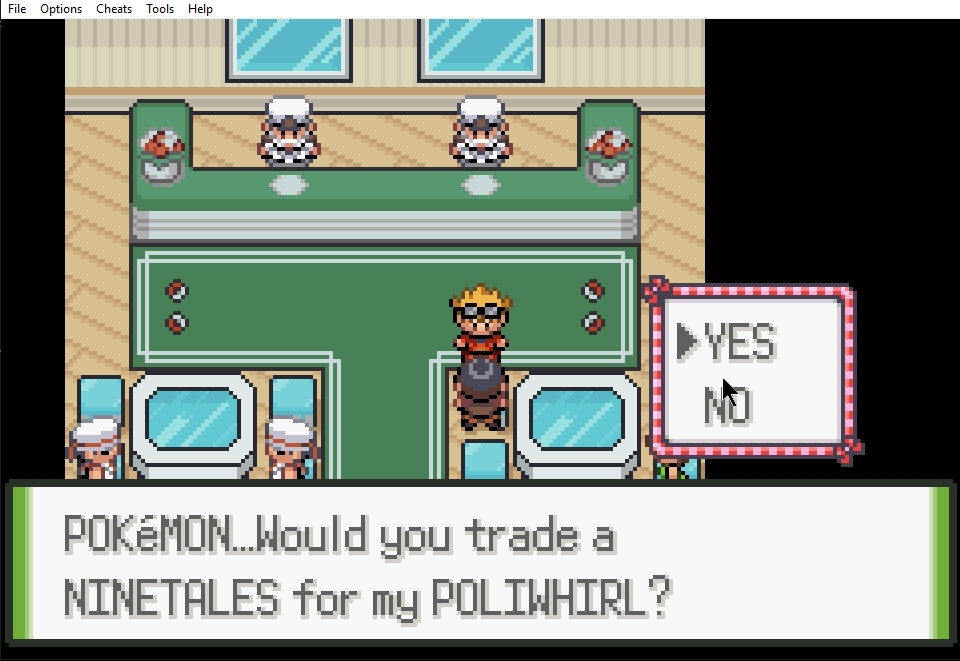 File Options Cheats Tools Help
YES
NO
POKéMON...Would you trade a
NINETALES for my POLIWHIRL?